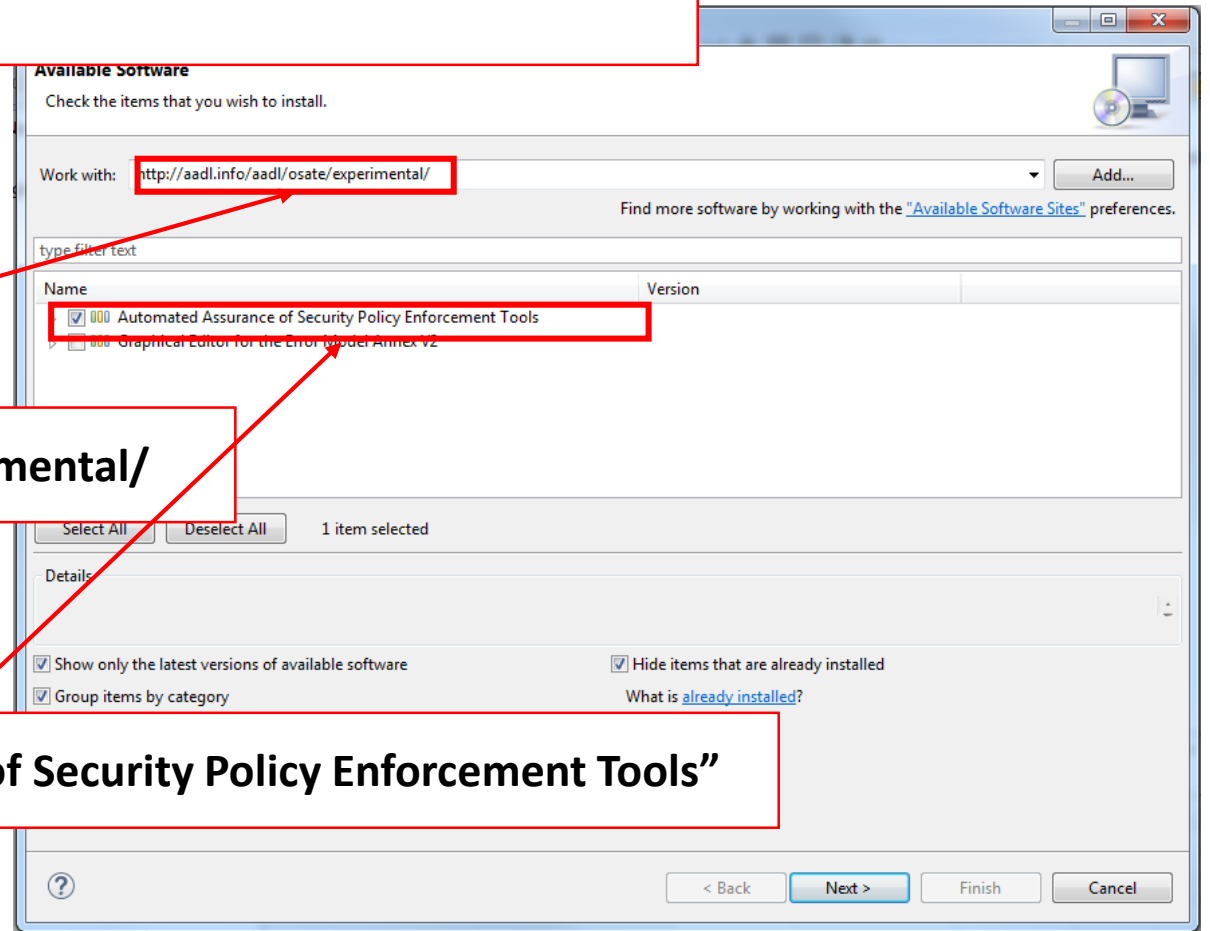 Available Software
Check the items that you wish to install.
Work with: http://aadl.info/aadl/osate/experimental/ Add...
Find more software by working with the "Available Software Sites" preferences.
type filter text
Name Version
Automated Assurance of Security Policy Enforcement Tools
Graphical Editor for the Error Model Annex V2
mental/
Select All Deselect All 1 item selected
Details
Show only the latest versions of available software Hide items that are already installed
Group items by category What is already installed?
of Security Policy Enforcement Tools”
? < Back Next > Finish Cancel